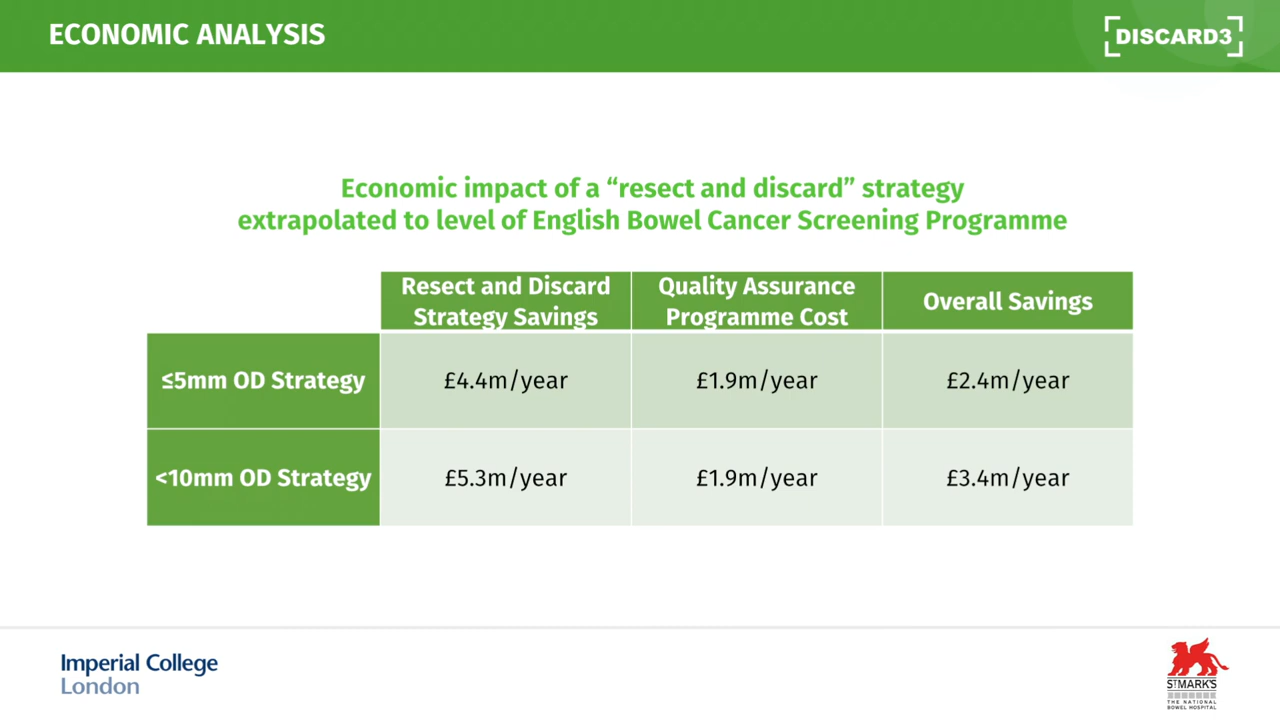 ECONOMIC ANALYSIS
DISCARD3
Economic impact of a “resect and discard” strategy
extrapolated to level of English Bowel Cancer Screening Programme
Resect and Discard
Strategy Savings
Quality Assurance
Programme Cost
Overall Savings
≤5mm OD Strategy
£4.4m/year
£1.9m/year
£2.4m/year
<10mm OD Strategy
£5.3m/year
£1.9m/year
£3.4m/year
Imperial College
London
ST MARK'S
THE NATIONAL
BOWEL HOSPITAL